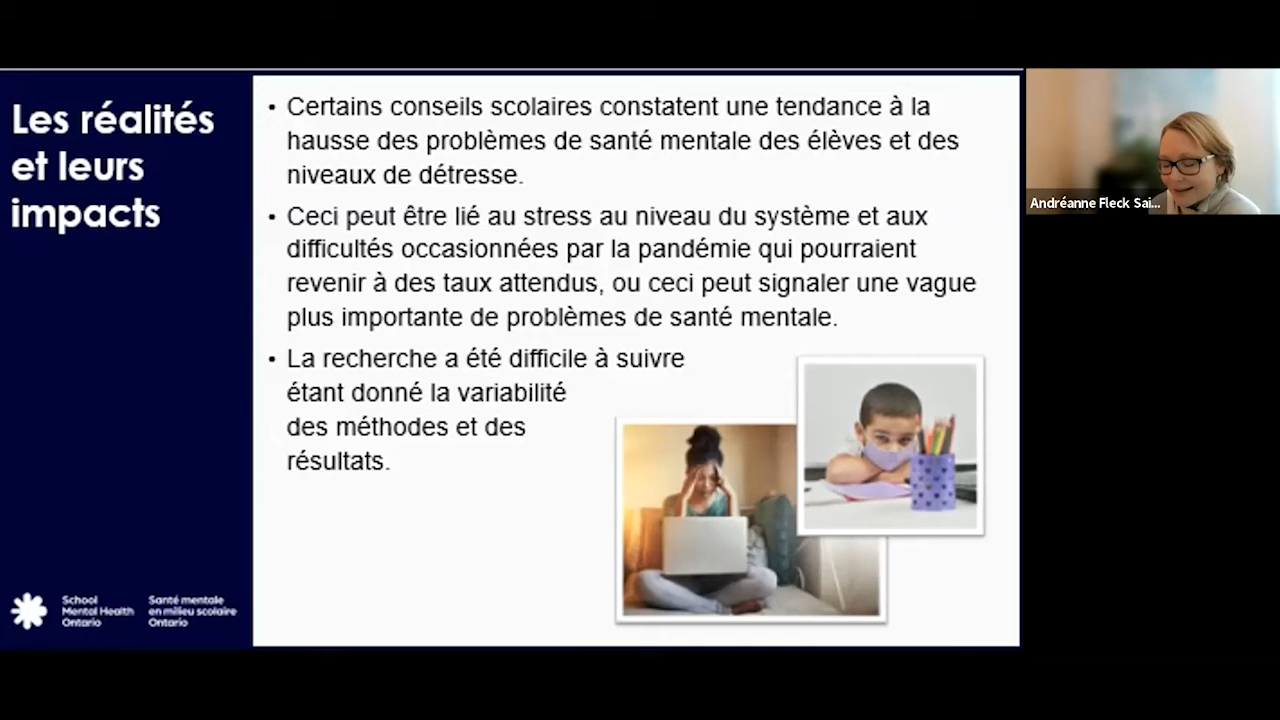 Les réalités
et leurs
impacts
• Certains conseils scolaires constatent une tendance à la
hausse des problèmes de santé mentale des élèves et des
niveaux de détresse.
• Ceci peut être lié au stress au niveau du système et aux
difficultés occasionnées par la pandémie qui pourraient
revenir à des taux attendus, ou ceci peut signaler une vague
plus importante de problèmes de santé mentale.
• La recherche a été difficile à suivre
étant donné la variabilité
des méthodes et des
résultats.
School
Mental Health
Ontario
Santé mentale
en milieu scolaire
Ontario
Andréanne Fleck Sai...